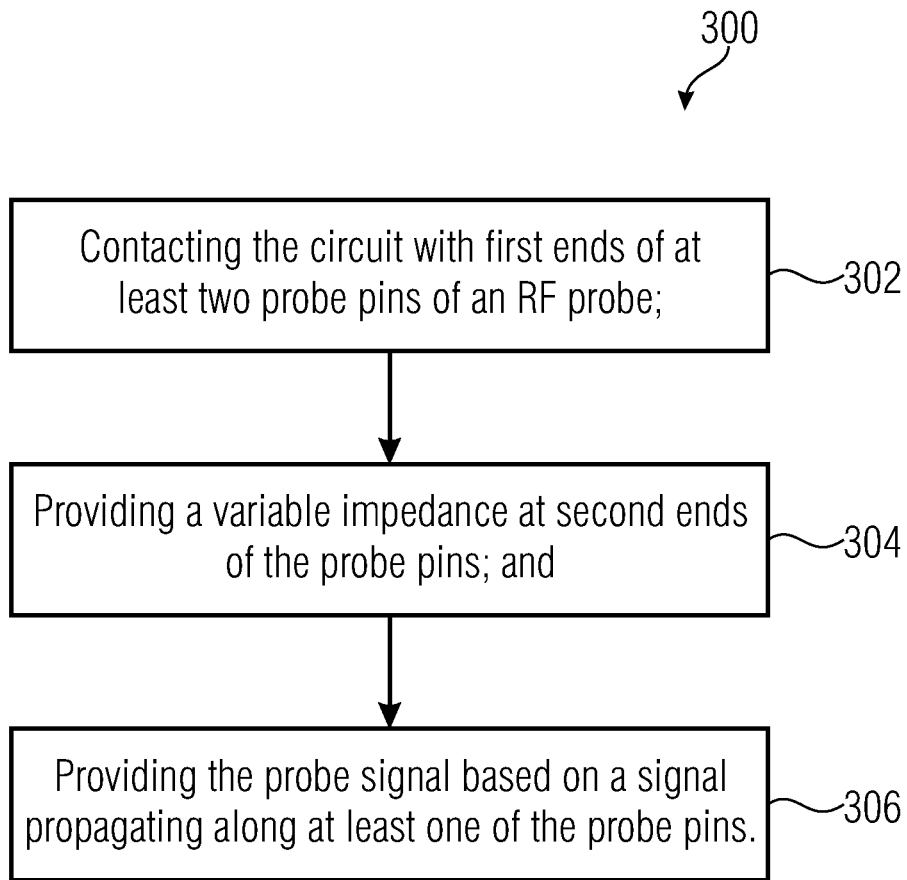 300
Contacting the circuit with first ends of at
least two probe pins of an RF probe;
302
Providing a variable impedance at second ends
of the probe pins; and
304
Providing the probe signal based on a signal
propagating along at least one of the probe pins.
306